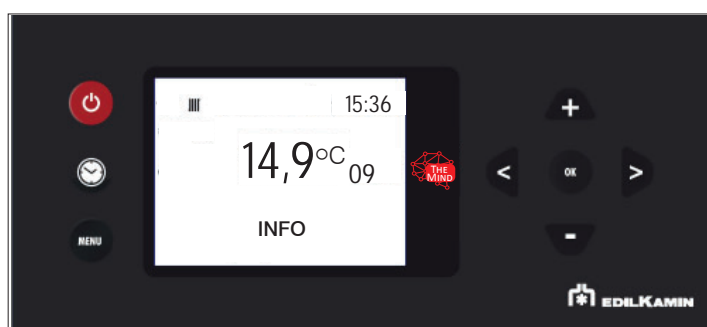 15:36
14,9°C 09
THE
MIND
INFO
MENU
< OK >
+
-
EDILKAMIN